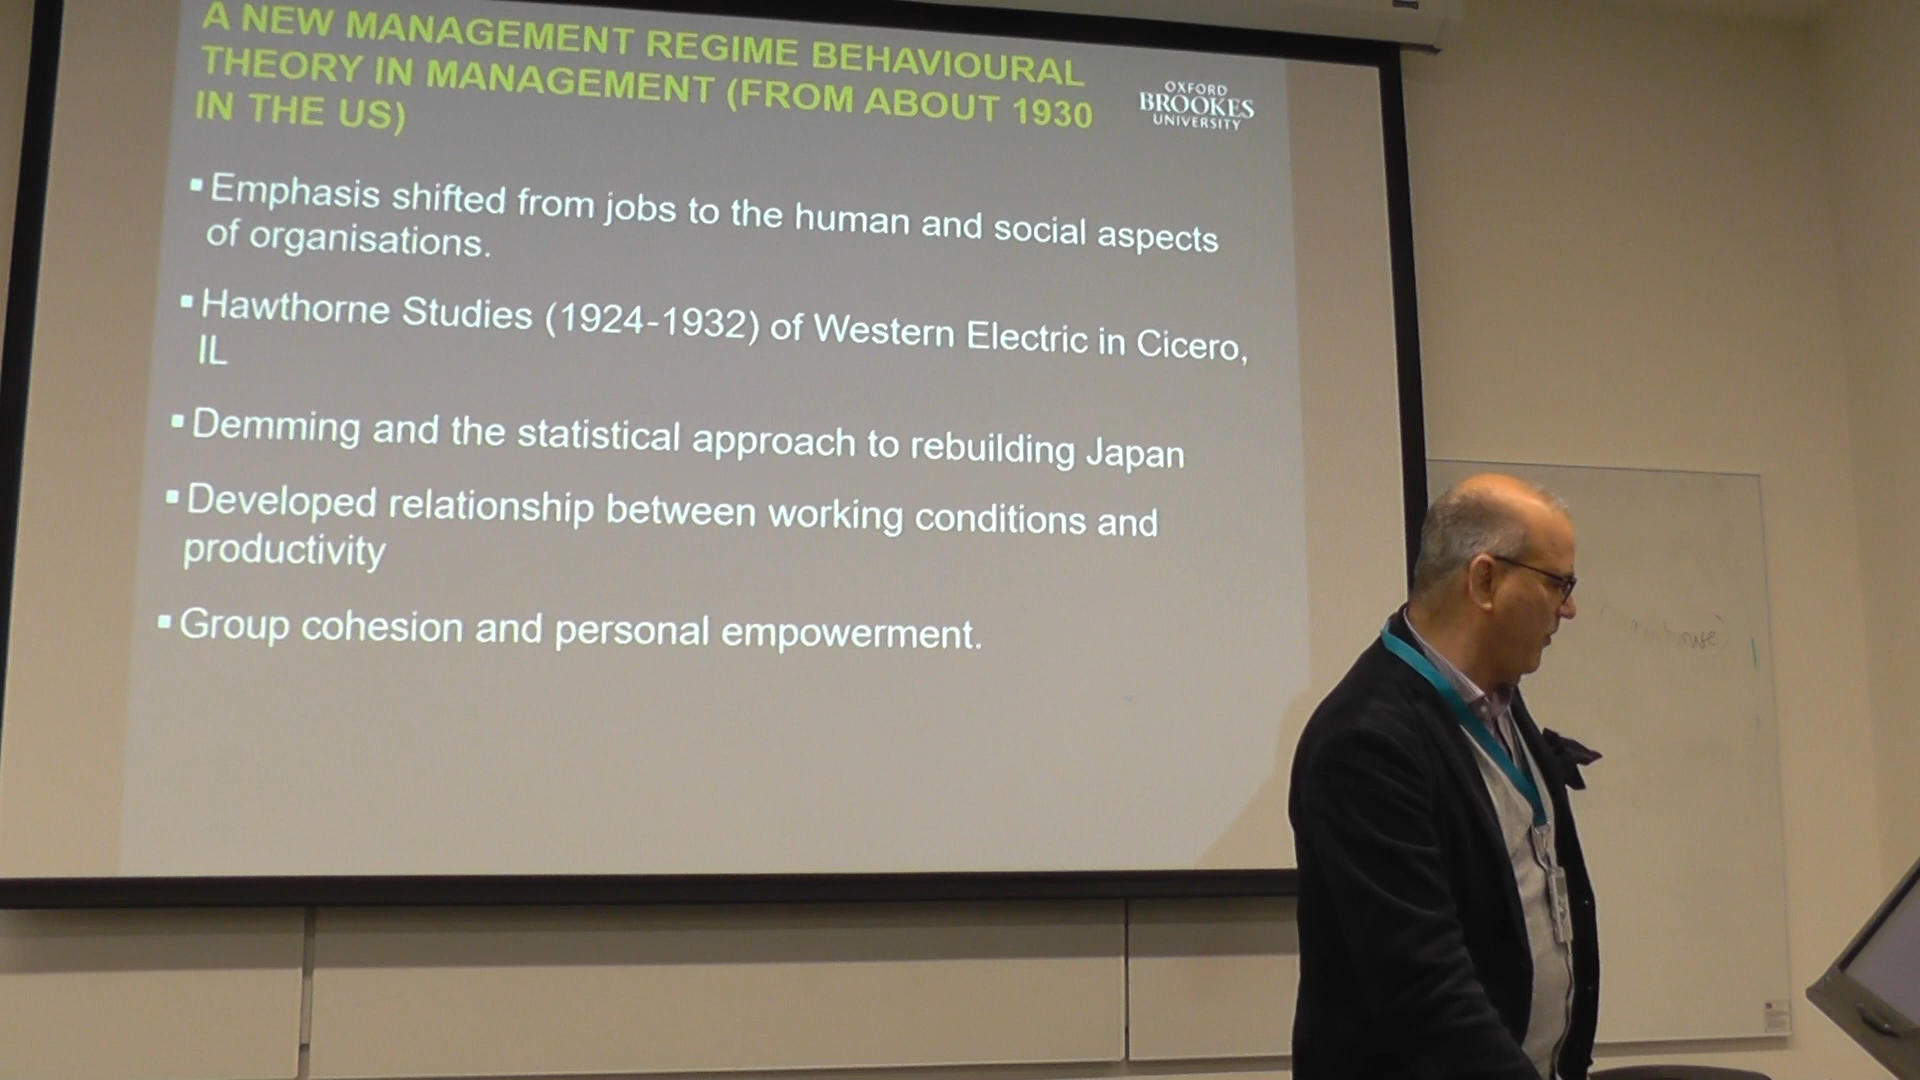 A NEW MANAGEMENT REGIME BEHAVIOURAL
THEORY IN MANAGEMENT (FROM ABOUT 1930
IN THE US)
OXFORD
BROOKES
UNIVERSITY
▪ Emphasis shifted from jobs to the human and social aspects
of organisations.
▪ Hawthorne Studies (1924-1932) of Western Electric in Cicero,
IL
▪ Demming and the statistical approach to rebuilding Japan
▪ Developed relationship between working conditions and
productivity
▪ Group cohesion and personal empowerment.